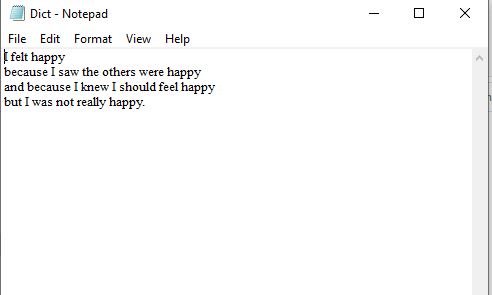 Dict - Notepad
File Edit Format View Help
I felt happy
because I saw the others were happy
and because I knew I should feel happy
but I was not really happy.